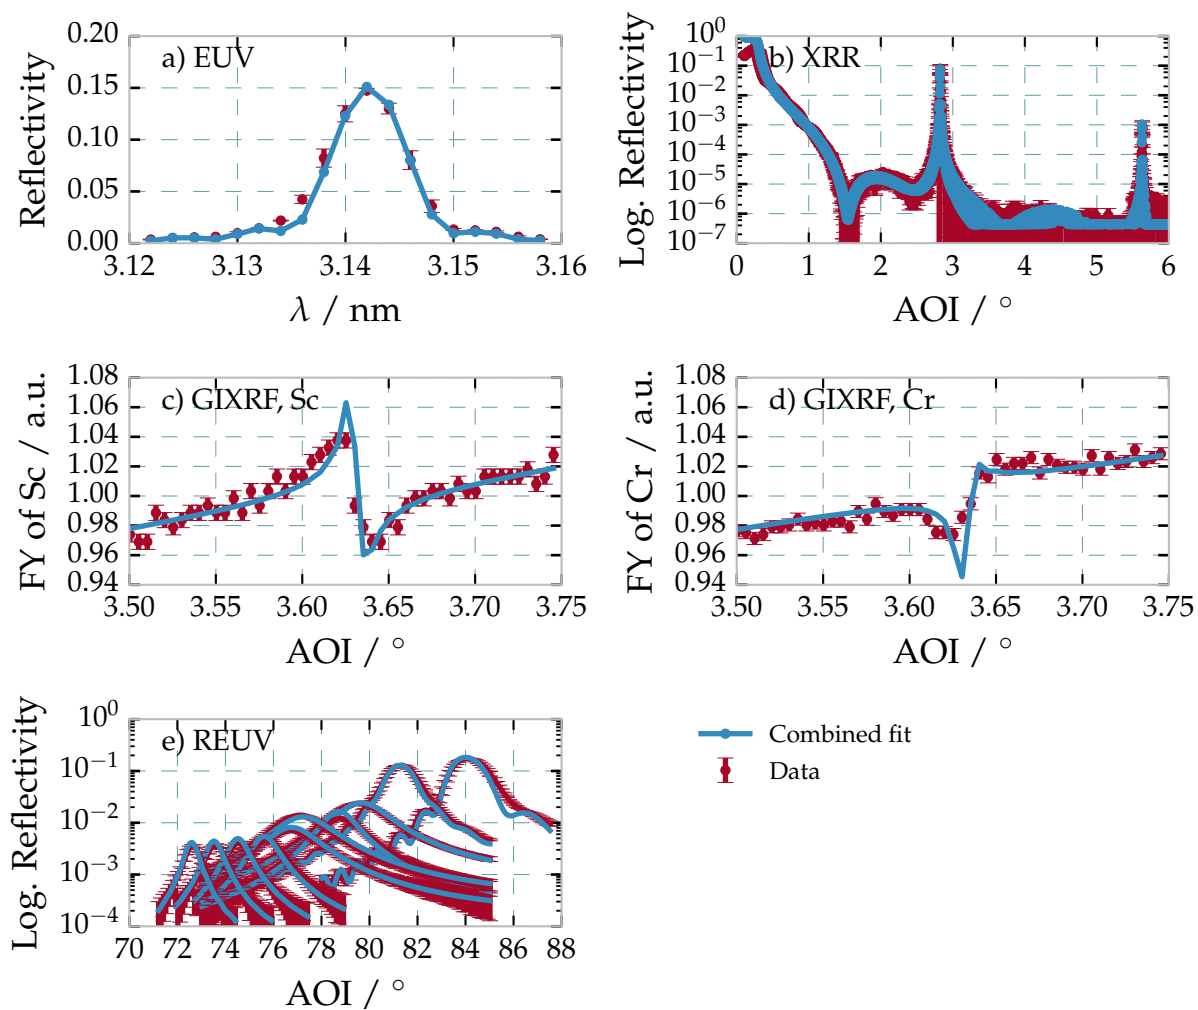 a) EUV
Reflectivity
0.20
0.15
0.10
0.05
0.00
3.12 3.13 3.14 3.15 3.16
λ / nm
b) XRR
Log. Reflectivity
10⁰
10⁻¹
10⁻²
10⁻³
10⁻⁴
10⁻⁵
10⁻⁶
10⁻⁷
0 1 2 3 4 5 6
AOI / °
c) GIXRF, Sc
FY of Sc / a.u.
1.08
1.06
1.04
1.02
1.00
0.98
0.96
0.94
3.50 3.55 3.60 3.65 3.70 3.75
AOI / °
d) GIXRF, Cr
FY of Cr / a.u.
1.08
1.06
1.04
1.02
1.00
0.98
0.96
0.94
3.50 3.55 3.60 3.65 3.70 3.75
AOI / °
e) REUV
Log. Reflectivity
10⁰
10⁻¹
10⁻²
10⁻³
10⁻⁴
70 72 74 76 78 80 82 84 86 88
AOI / °
Combined fit
Data